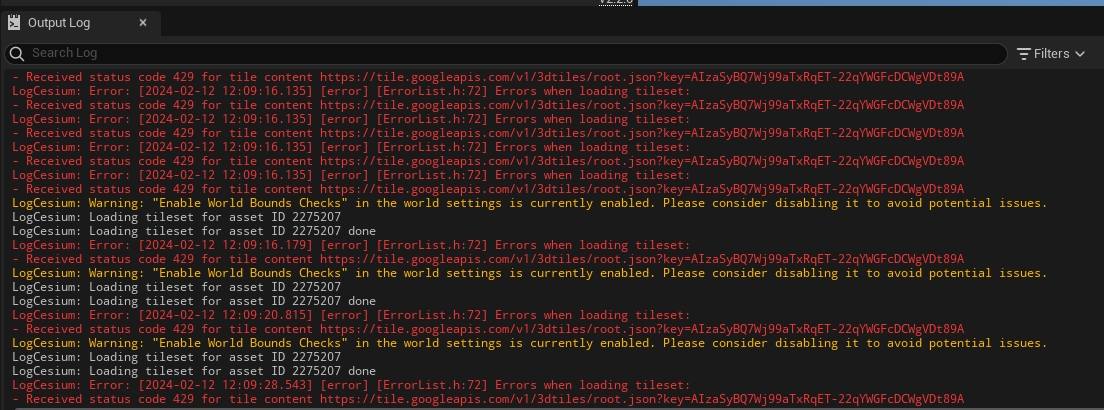 v2.2.0
Output Log
Search Log
Filters
- Received status code 429 for tile content https://tile.googleapis.com/v1/3dtiles/root.json?key=AIzaSyBQ7Wj99aTxRqET-22qYWGFcDCWgVDt89A
LogCesium: Error: [2024-02-12 12:09:16.135] [error] [ErrorList.h:72] Errors when loading tileset:
- Received status code 429 for tile content https://tile.googleapis.com/v1/3dtiles/root.json?key=AIzaSyBQ7Wj99aTxRqET-22qYWGFcDCWgVDt89A
LogCesium: Error: [2024-02-12 12:09:16.135] [error] [ErrorList.h:72] Errors when loading tileset:
- Received status code 429 for tile content https://tile.googleapis.com/v1/3dtiles/root.json?key=AIzaSyBQ7Wj99aTxRqET-22qYWGFcDCWgVDt89A
LogCesium: Error: [2024-02-12 12:09:16.135] [error] [ErrorList.h:72] Errors when loading tileset:
- Received status code 429 for tile content https://tile.googleapis.com/v1/3dtiles/root.json?key=AIzaSyBQ7Wj99aTxRqET-22qYWGFcDCWgVDt89A
LogCesium: Error: [2024-02-12 12:09:16.135] [error] [ErrorList.h:72] Errors when loading tileset:
- Received status code 429 for tile content https://tile.googleapis.com/v1/3dtiles/root.json?key=AIzaSyBQ7Wj99aTxRqET-22qYWGFcDCWgVDt89A
LogCesium: Warning: "Enable World Bounds Checks" in the world settings is currently enabled. Please consider disabling it to avoid potential issues.
LogCesium: Loading tileset for asset ID 2275207
LogCesium: Loading tileset for asset ID 2275207 done
LogCesium: Error: [2024-02-12 12:09:16.179] [error] [ErrorList.h:72] Errors when loading tileset:
- Received status code 429 for tile content https://tile.googleapis.com/v1/3dtiles/root.json?key=AIzaSyBQ7Wj99aTxRqET-22qYWGFcDCWgVDt89A
LogCesium: Warning: "Enable World Bounds Checks" in the world settings is currently enabled. Please consider disabling it to avoid potential issues.
LogCesium: Loading tileset for asset ID 2275207
LogCesium: Loading tileset for asset ID 2275207 done
LogCesium: Error: [2024-02-12 12:09:20.815] [error] [ErrorList.h:72] Errors when loading tileset:
- Received status code 429 for tile content https://tile.googleapis.com/v1/3dtiles/root.json?key=AIzaSyBQ7Wj99aTxRqET-22qYWGFcDCWgVDt89A
LogCesium: Warning: "Enable World Bounds Checks" in the world settings is currently enabled. Please consider disabling it to avoid potential issues.
LogCesium: Loading tileset for asset ID 2275207
LogCesium: Loading tileset for asset ID 2275207 done
LogCesium: Error: [2024-02-12 12:09:28.543] [error] [ErrorList.h:72] Errors when loading tileset:
- Received status code 429 for tile content https://tile.googleapis.com/v1/3dtiles/root.json?key=AIzaSyBQ7Wj99aTxRqET-22qYWGFcDCWgVDt89A